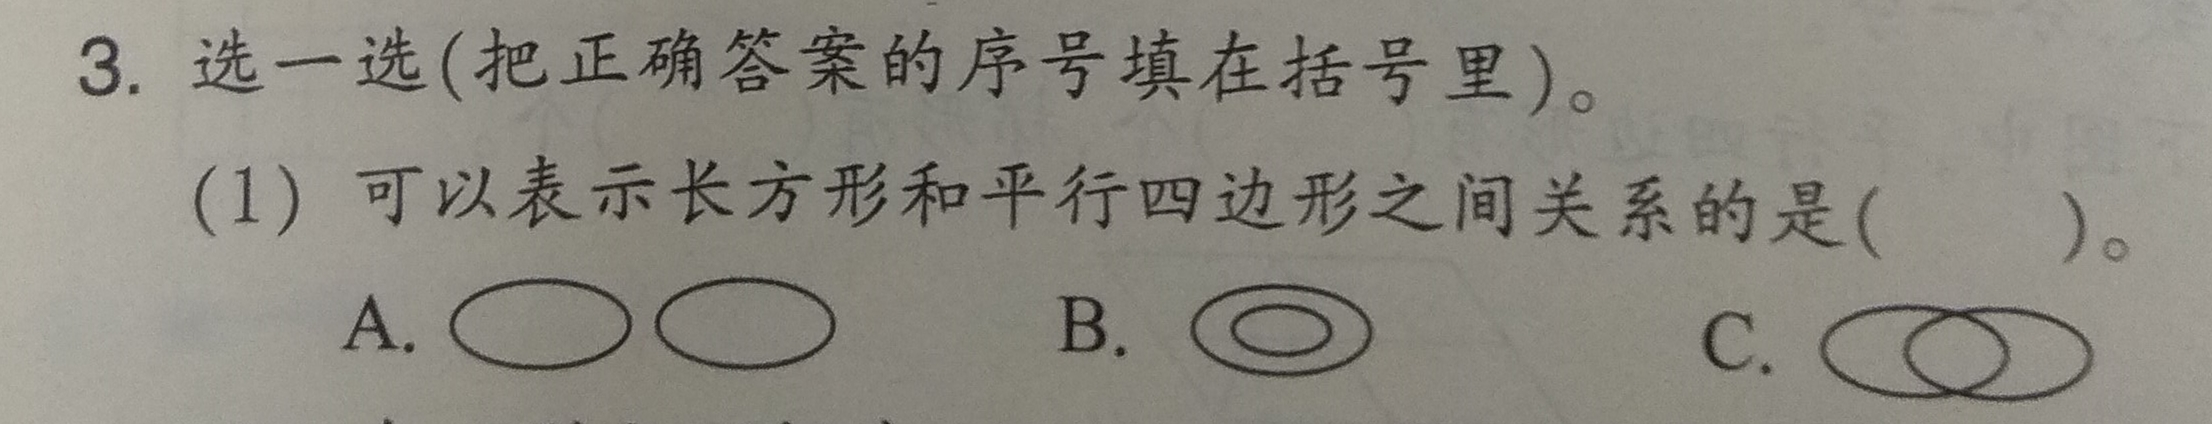 3. 选一选(把正确答案的序号填在括号里)。
(1) 可以表示长方形和平行四边形之间关系的是(    )。
A. B. C.